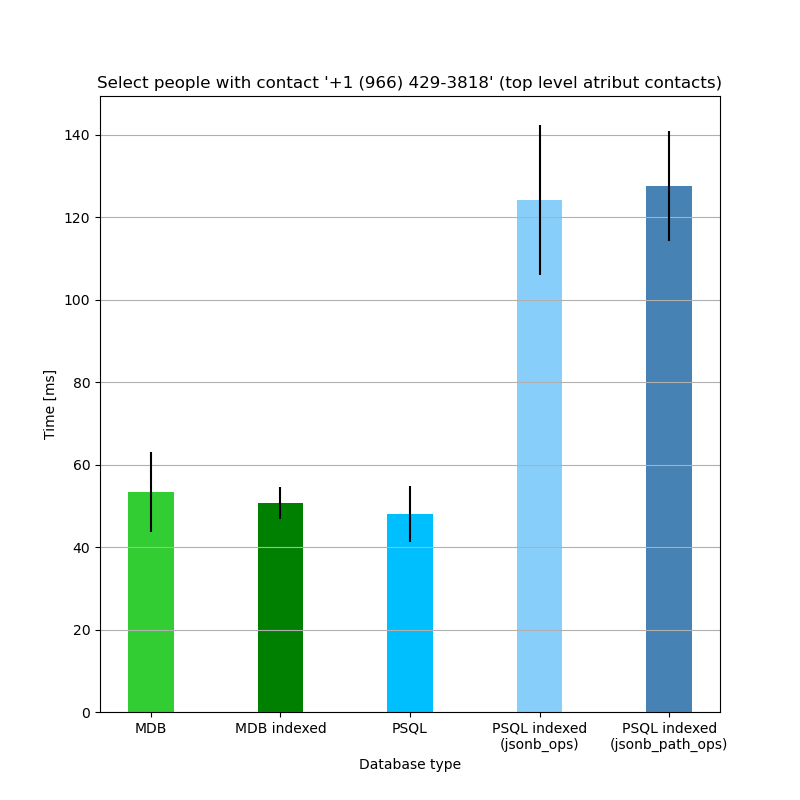 Select people with contact '+1 (966) 429-3818' (top level atribut contacts)
140
120
100
80
60
40
20
0
Time [ms]
MDB
MDB indexed
PSQL
PSQL indexed
(jsonb_ops)
PSQL indexed
(jsonb_path_ops)
Database type